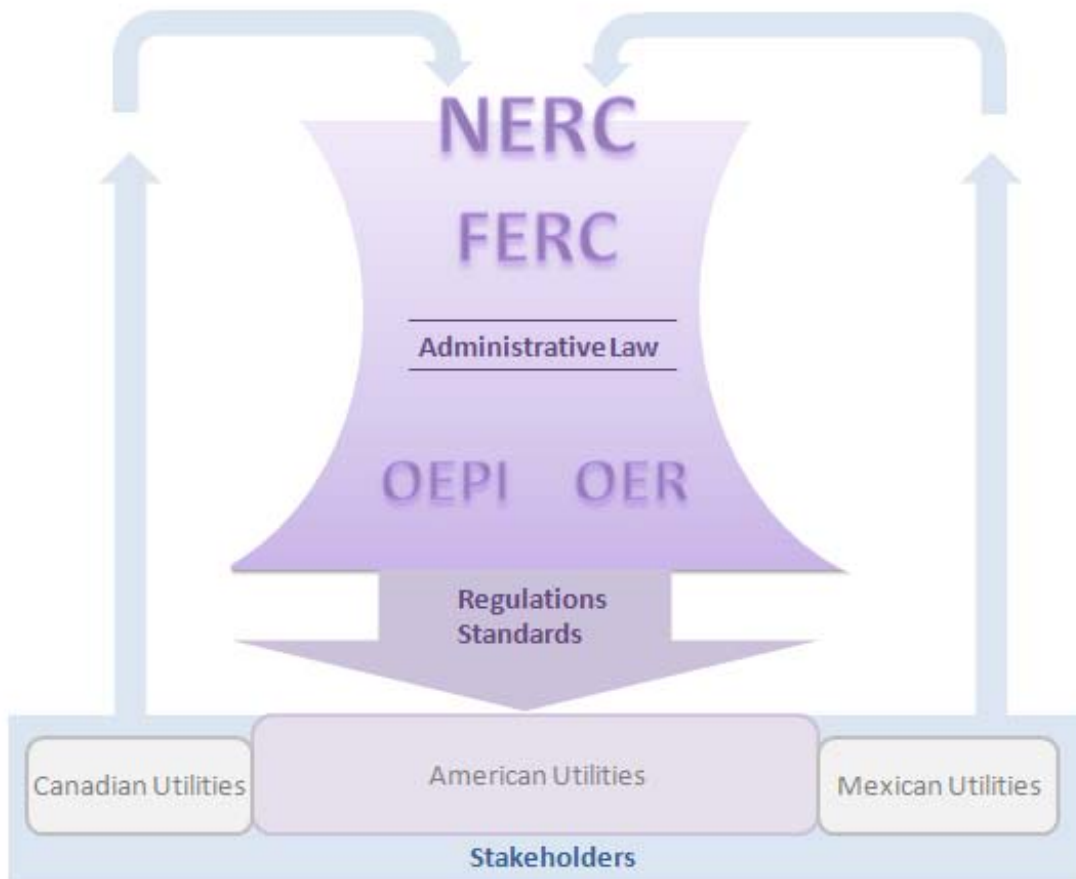 NERC
FERC
Administrative Law
OEPI OER
Regulations
Standards
Canadian Utilities
American Utilities
Mexican Utilities
Stakeholders